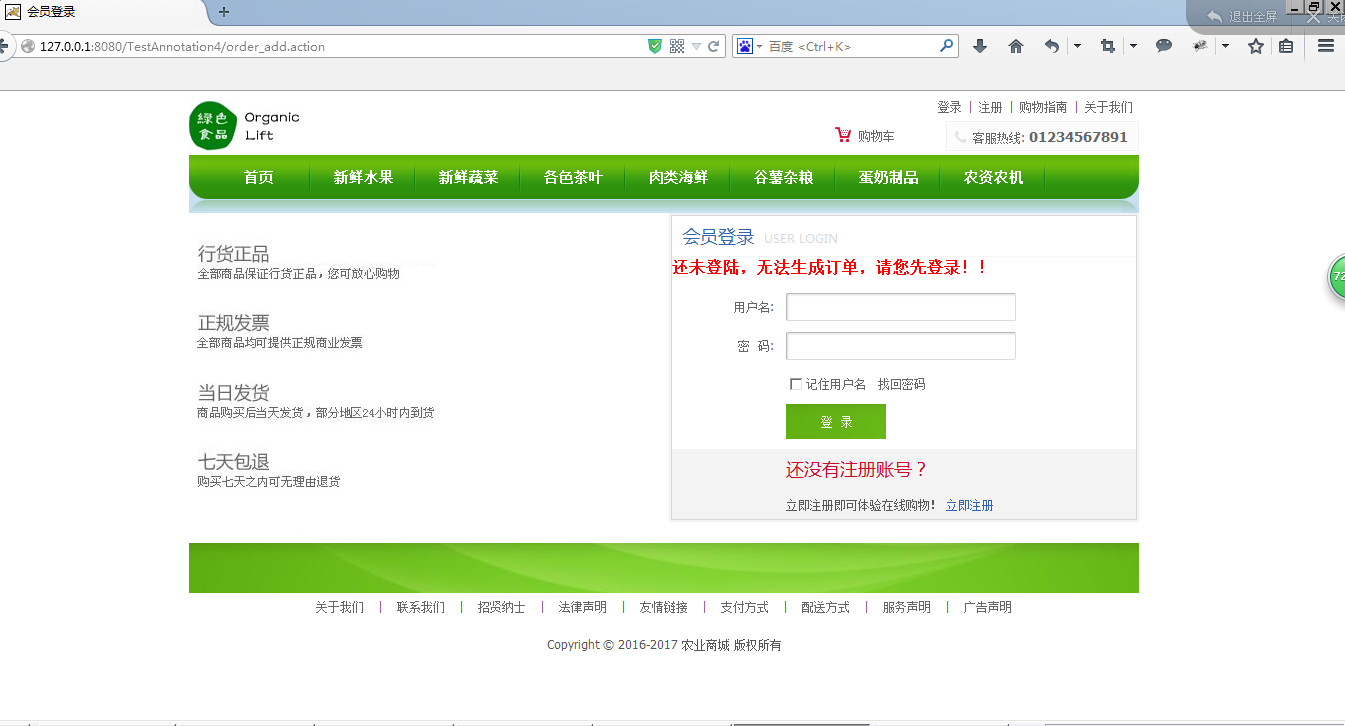 会员登录
退出全屏
127.0.0.1:8080/TestAnnotation4/order_add.action
百度 <Ctrl+K>
登录 | 注册 | 购物指南 | 关于我们
綠色食品
Organic
Lift
购物车
客服热线: 01234567891
首页 新鲜水果 新鲜蔬菜 各色茶叶 肉类海鲜 谷薯杂粮 蛋奶制品 农资农机
行货正品
全部商品保证行货正品，您可放心购物
正规发票
全部商品均可提供正规商业发票
当日发货
商品购买后当天发货，部分地区24小时内到货
七天包退
购买七天之内可无理由退货
会员登录 USER LOGIN
还未登陆，无法生成订单，请您先登录！！
用户名:
密 码:
记住用户名 找回密码
登 录
还没有注册账号？
立即注册即可体验在线购物！ 立即注册
72
关于我们 | 联系我们 | 招贤纳士 | 法律声明 | 友情链接 | 支付方式 | 配送方式 | 服务声明 | 广告声明
Copyright © 2016-2017 农业商城 版权所有